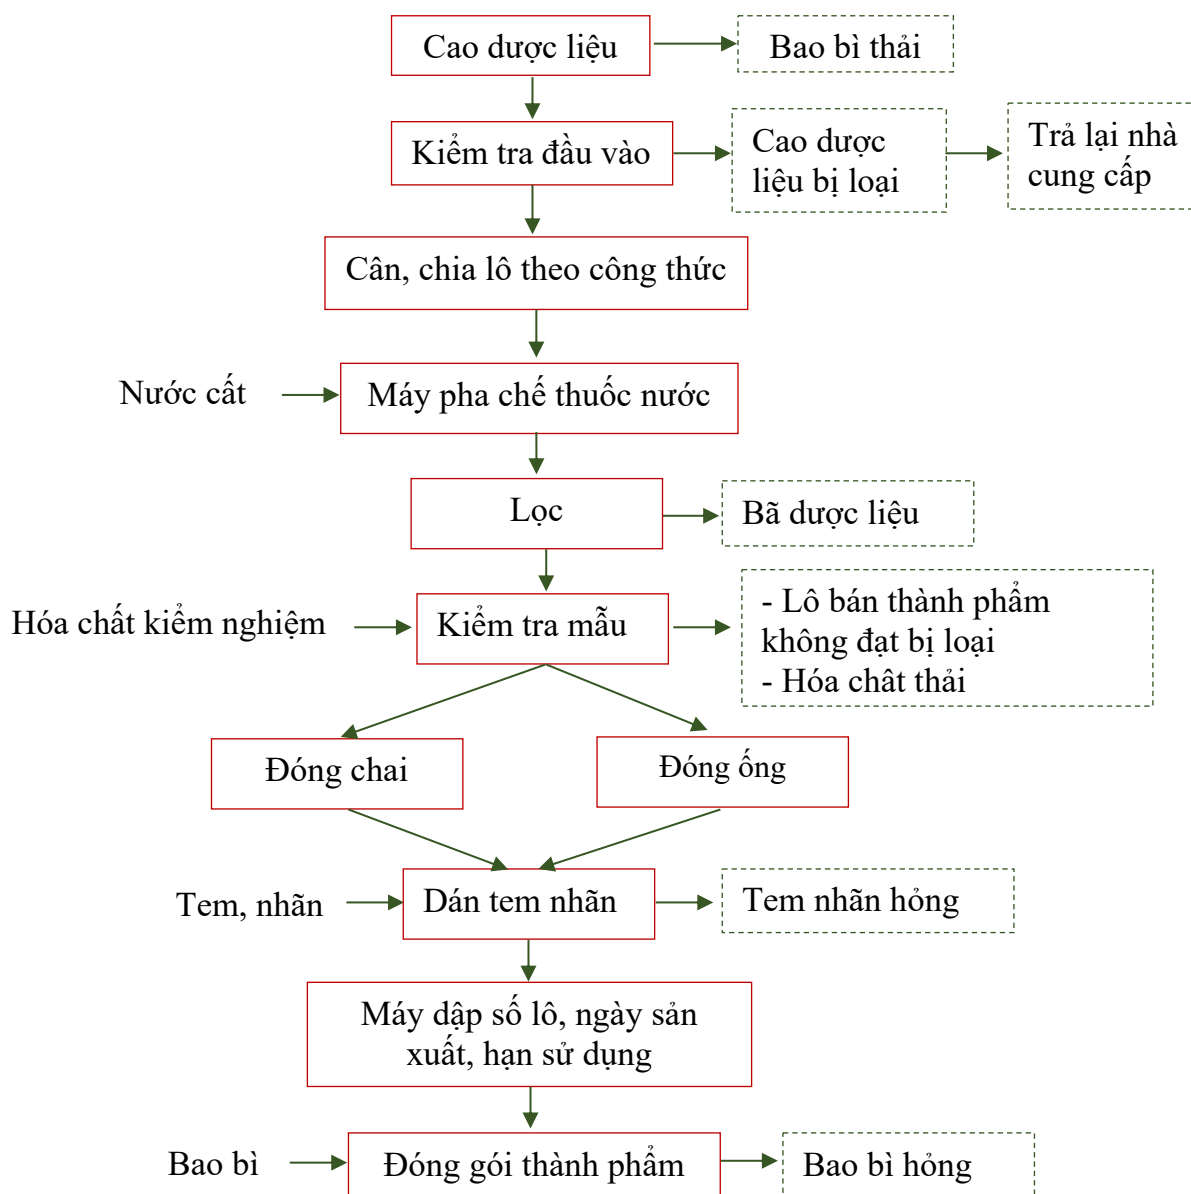 Cao dược liệu
Bao bì thải
Kiểm tra đầu vào
Cao dược
liệu bị loại
Trả lại nhà
cung cấp
Cân, chia lô theo công thức
Nước cất
Máy pha chế thuốc nước
Lọc
Bã dược liệu
Hóa chất kiểm nghiệm
Kiểm tra mẫu
- Lô bán thành phẩm
không đạt bị loại
- Hóa chât thải
Đóng chai
Đóng ống
Tem, nhãn
Dán tem nhãn
Tem nhãn hỏng
Máy dập số lô, ngày sản
xuất, hạn sử dụng
Bao bì
Đóng gói thành phẩm
Bao bì hỏng